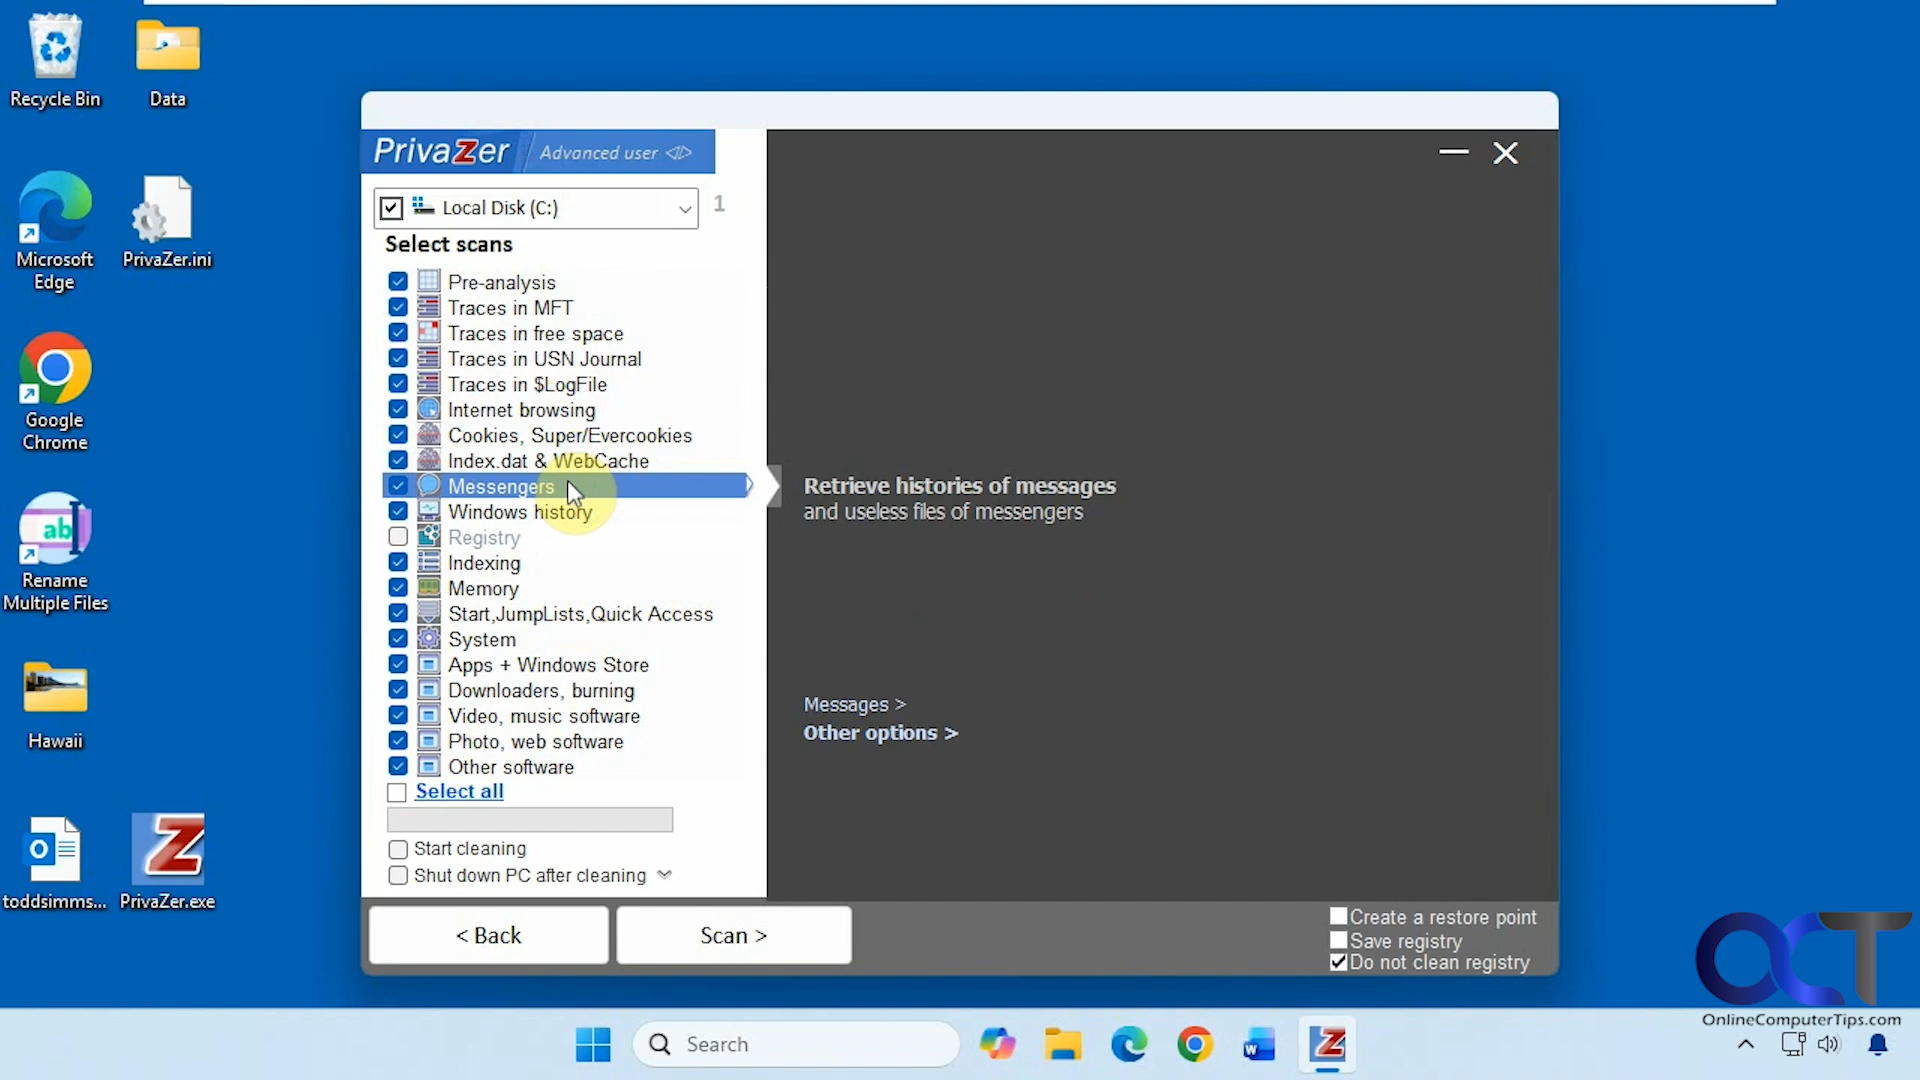 Recycle Bin
Data
Microsoft
Edge
PrivaZer.ini
Google
Chrome
Rename
Multiple Files
Hawaii
toddsimms...
PrivaZer.exe
PrivaZer
Advanced user
Local Disk (C:)
1
Select scans
Pre-analysis
Traces in MFT
Traces in free space
Traces in USN Journal
Traces in $LogFile
Internet browsing
Cookies, Super/Evercookies
Index.dat & WebCache
Messengers
Windows history
Registry
Indexing
Memory
Start,JumpLists,Quick Access
System
Apps + Windows Store
Downloaders, burning
Video, music software
Photo, web software
Other software
Select all
Start cleaning
Shut down PC after cleaning
Retrieve histories of messages
and useless files of messengers
Messages >
Other options >
< Back
Scan >
Create a restore point
Save registry
Do not clean registry
OCT
OnlineComputerTips.com
Search